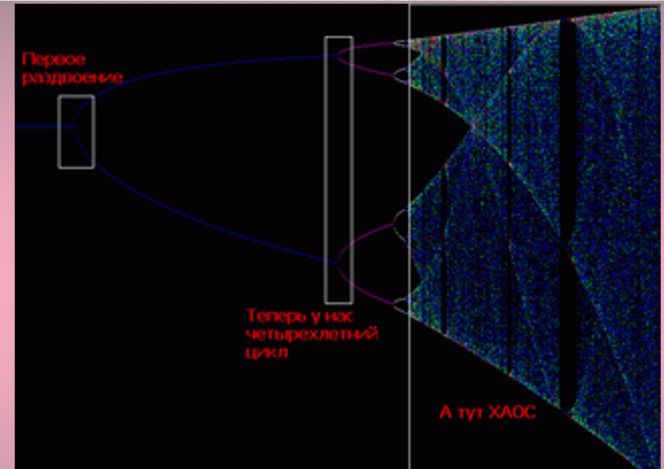 Первое
раздвоение
Теперь у нас
четырехлетний
цикл
А тут ХАОС